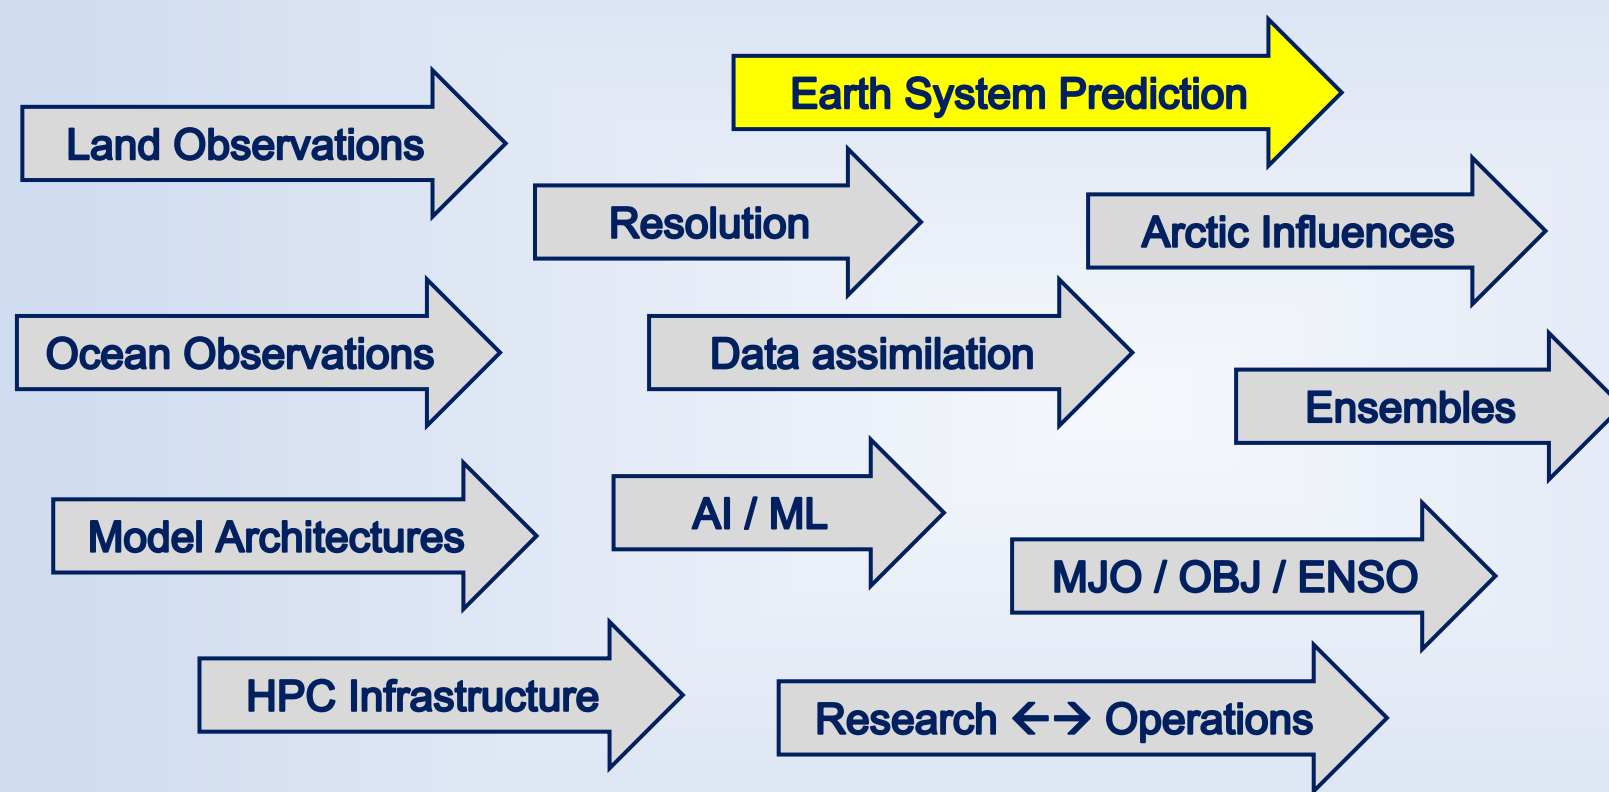 Earth System Prediction
Land Observations
Resolution
Arctic Influences
Ocean Observations
Data assimilation
Ensembles
AI / ML
Model Architectures
MJO / OBJ / ENSO
HPC Infrastructure
Research ←→ Operations